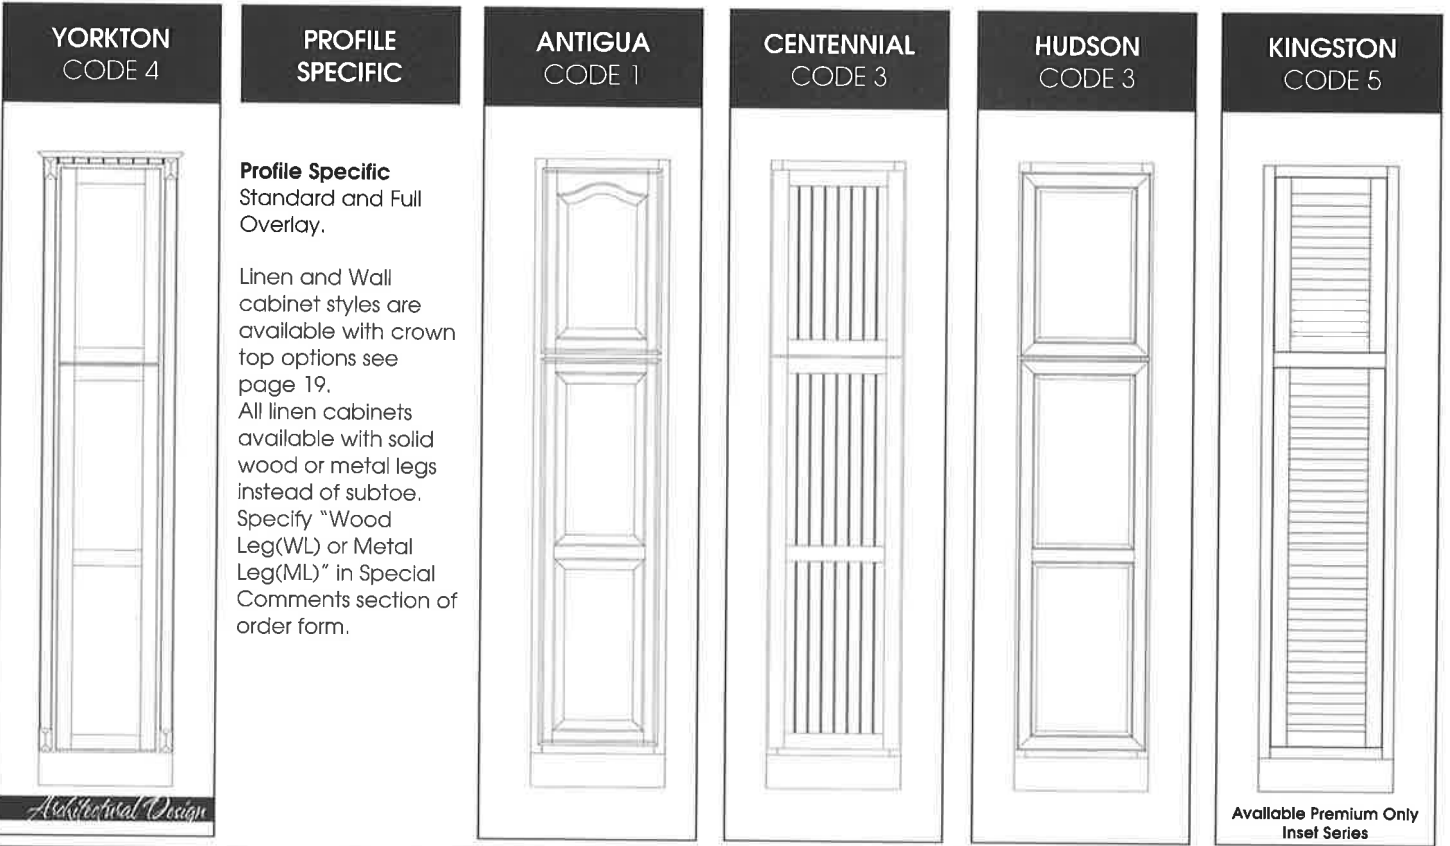 YORKTON
CODE 4
Architectural Design
PROFILE
SPECIFIC
Profile Specific
Standard and Full
Overlay.
Linen and Wall
cabinet styles are
available with crown
top options see
page 19.
All linen cabinets
available with solid
wood or metal legs
instead of subtoe.
Specify “Wood
Leg(WL) or Metal
Leg(ML)” in Special
Comments section of
order form.
ANTIGUA
CODE 1
CENTENNIAL
CODE 3
HUDSON
CODE 3
KINGSTON
CODE 5
Available Premium Only
Inset Series